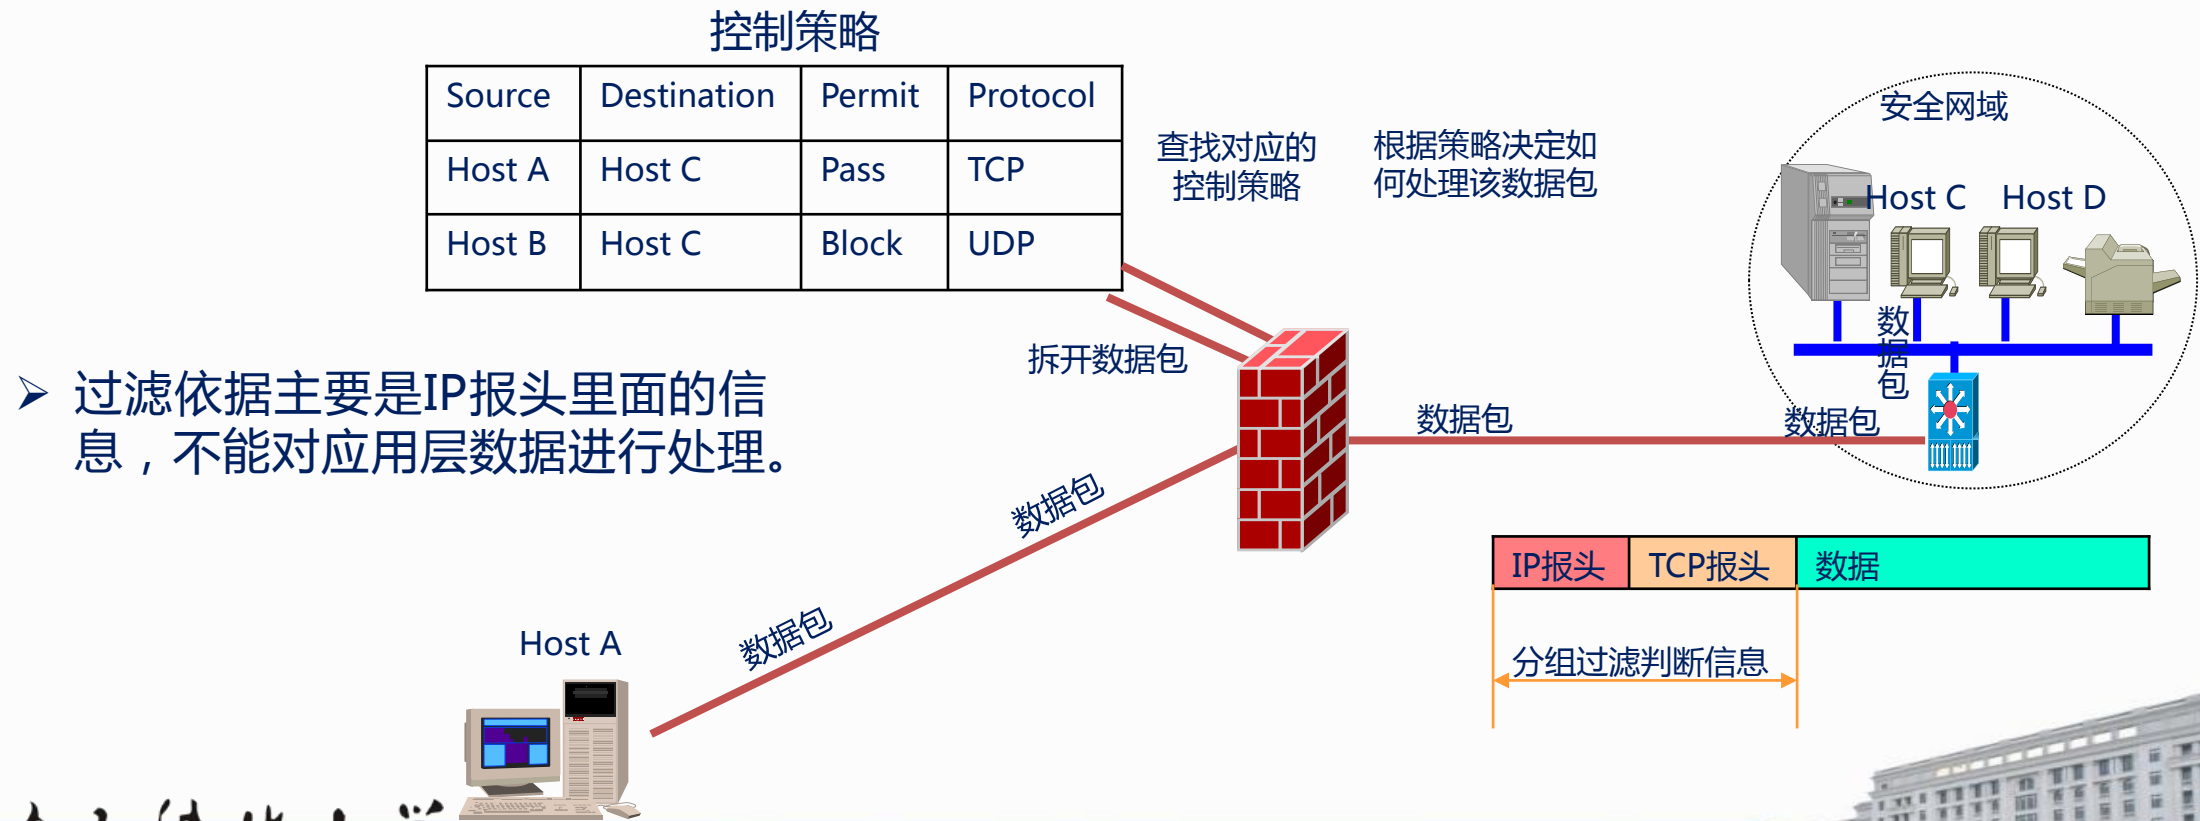 控制策略
Source Destination Permit Protocol
Host A Host C Pass TCP
Host B Host C Block UDP
查找对应的
控制策略
根据策略决定如
何处理该数据包
安全网域
Host C Host D
数据包
拆开数据包
过滤依据主要是IP报头里面的信
息，不能对应用层数据进行处理。
数据包
数据包
数据包
数据包
Host A
IP报头 TCP报头 数据
分组过滤判断信息